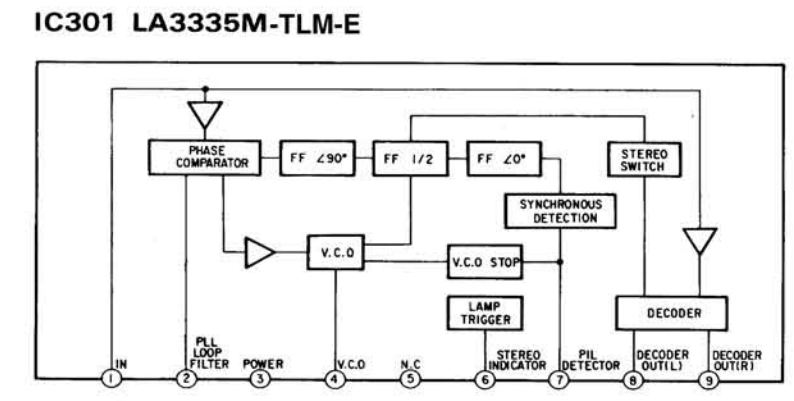 IC301 LA3335M-TLM-E
PHASE
COMPARATOR
FF ∠90°
FF 1/2
FF ∠0°
STEREO
SWITCH
SYNCHRONOUS
DETECTION
V.C.O
V.C.O STOP
LAMP
TRIGGER
DECODER
IN
PLL
LOOP
FILTER
POWER
V.C.O
N.C
STEREO
INDICATOR
PIL
DETECTOR
DECODER
OUT(L)
DECODER
OUT(R)
1 2 3 4 5 6 7 8 9